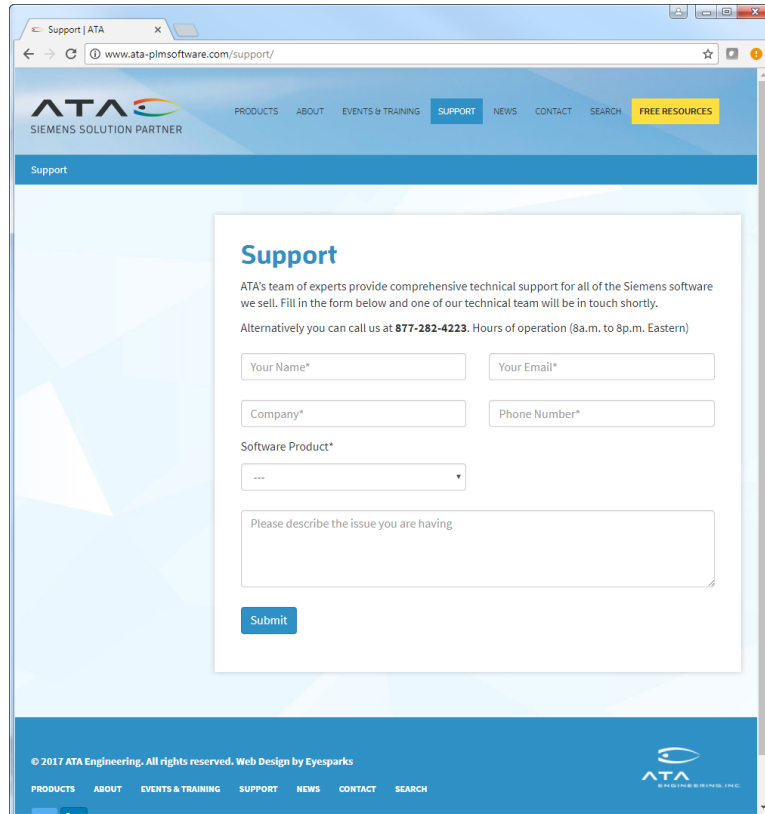 Support | ATA
www.ata-plmsoftware.com/support/
ATA
SIEMENS SOLUTION PARTNER
PRODUCTS ABOUT EVENTS & TRAINING SUPPORT NEWS CONTACT SEARCH FREE RESOURCES
Support
Support
ATA's team of experts provide comprehensive technical support for all of the Siemens software
we sell. Fill in the form below and one of our technical team will be in touch shortly.
Alternatively you can call us at 877-282-4223. Hours of operation (8a.m. to 8p.m. Eastern)
Your Name* Your Email*
Company* Phone Number*
Software Product*
---
Please describe the issue you are having
Submit
© 2017 ATA Engineering. All rights reserved. Web Design by Eyesparks
ATA
ENGINEERING, INC.
PRODUCTS ABOUT EVENTS & TRAINING SUPPORT NEWS CONTACT SEARCH